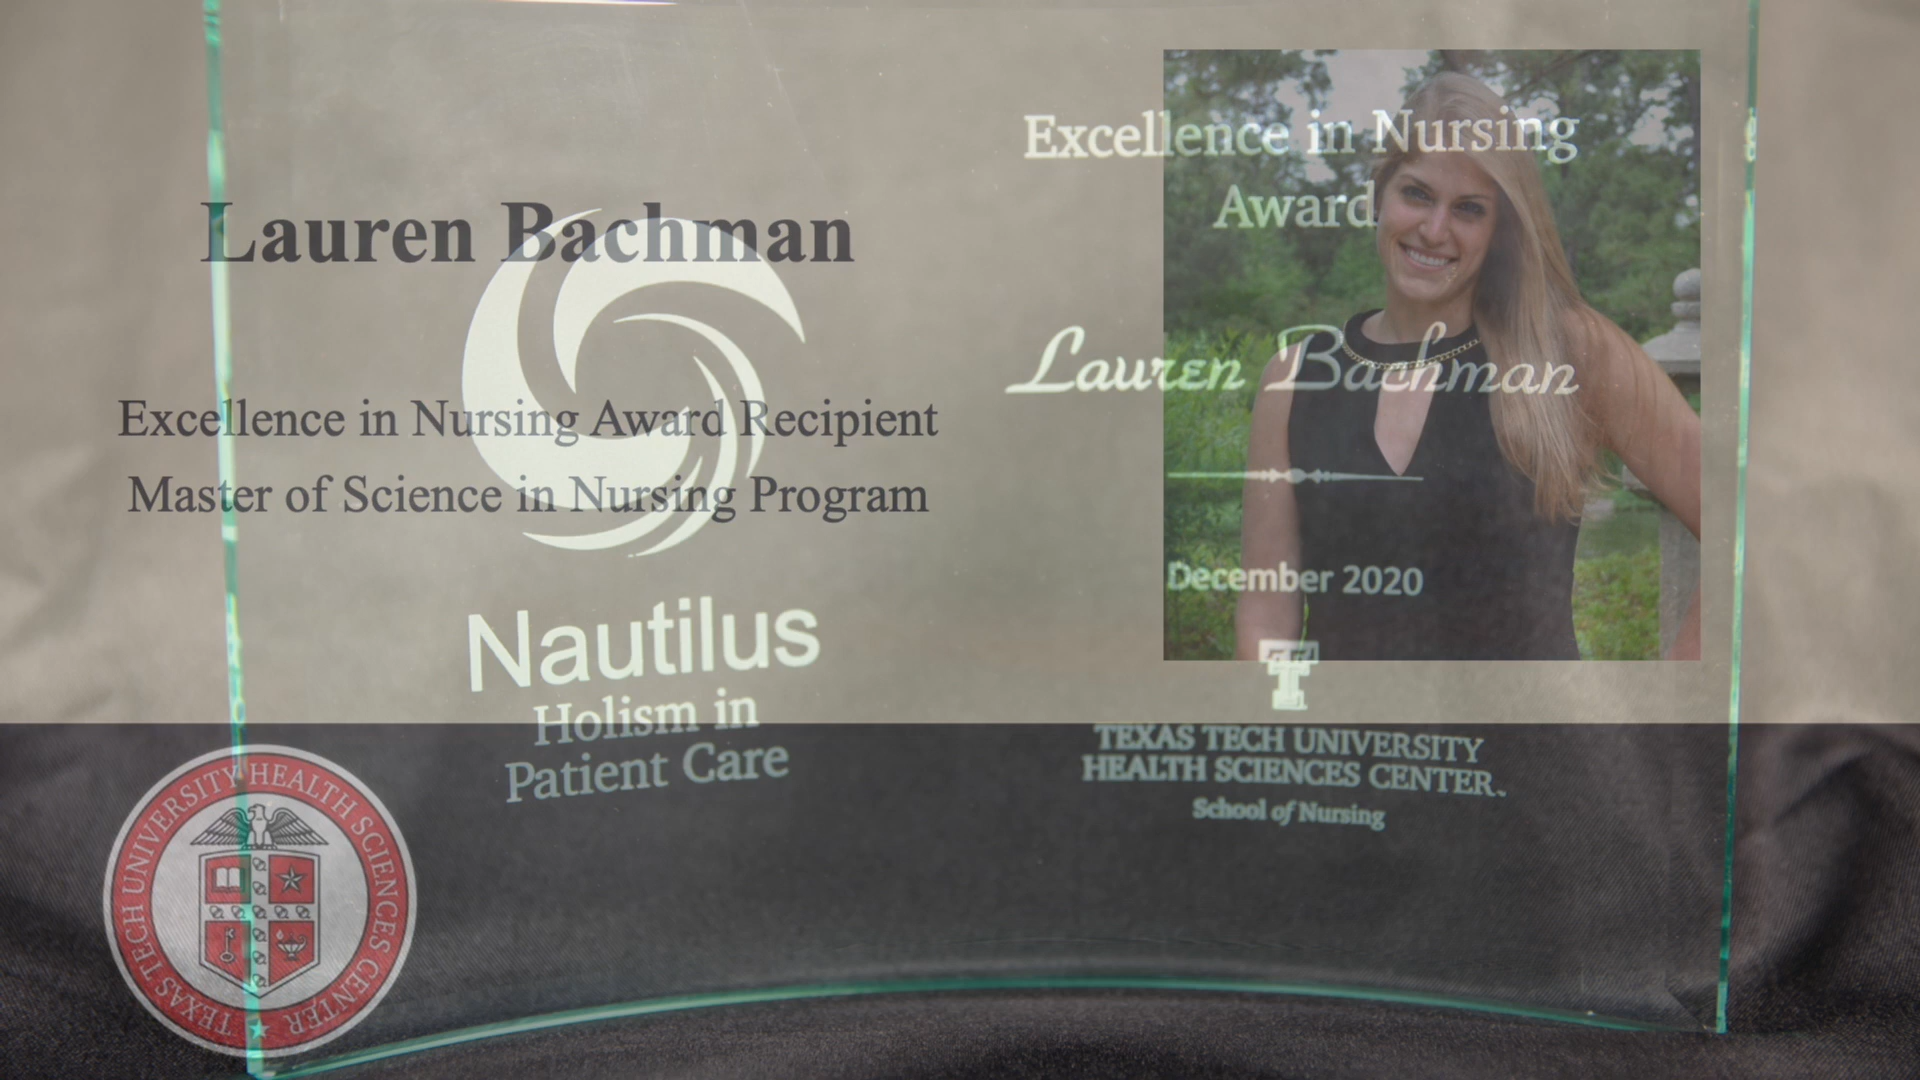 Lauren Bachman
Excellence in Nursing Award Recipient
Master of Science in Nursing Program
Nautilus
Holism in
Patient Care
Excellence in Nursing
Award
Lauren Bachman
December 2020
TEXAS TECH UNIVERSITY
HEALTH SCIENCES CENTER™
School of Nursing
TEXAS TECH UNIVERSITY HEALTH SCIENCES CENTER